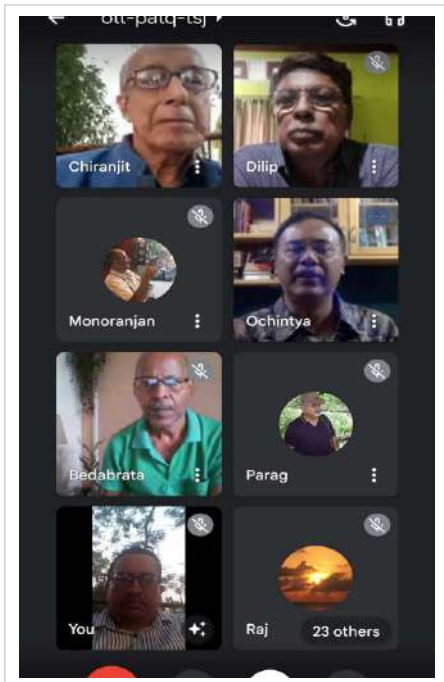 Chiranjit
Dilip
Monoranjan
Ochintya
Bedabrata
Parag
You
Raj
23 others